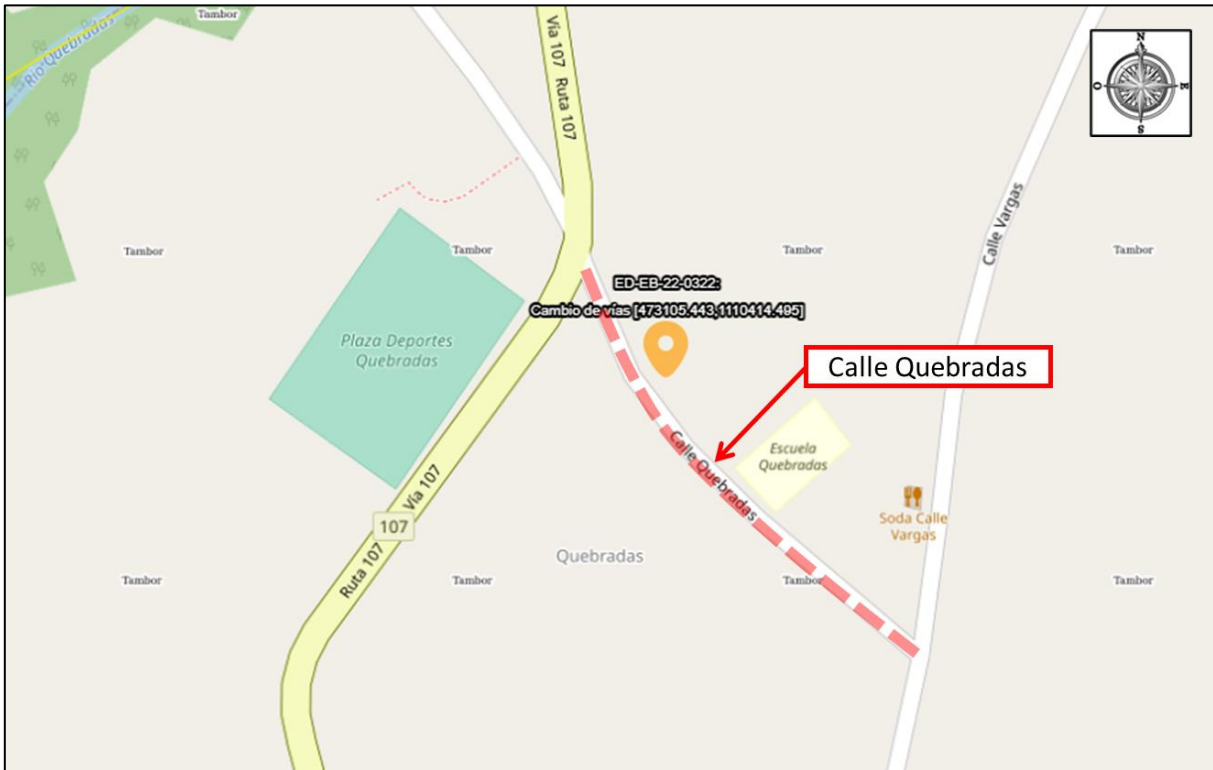 Tambor
Río Quebradas
Vía 107 Ruta 107
N
O
E
S
Calle Vargas
Tambor
Tambor
Tambor
Tambor
ED-EB-22-0322:
Cambio de vías [473105.443,1110414.495]
Plaza Deportes
Quebradas
Calle Quebradas
Calle Quebradas
Escuela
Quebradas
Soda Calle
Vargas
Vía 107
107
Ruta 107
Quebradas
Tambor
Tambor
Tambor
Tambor